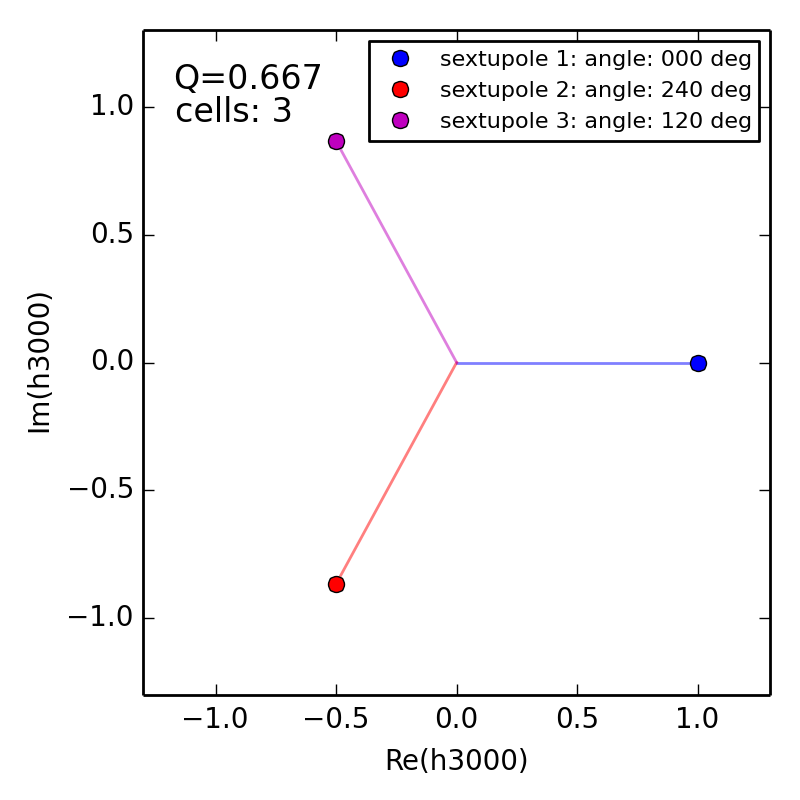 Q=0.667
cells: 3
sextupole 1: angle: 000 deg
sextupole 2: angle: 240 deg
sextupole 3: angle: 120 deg
1.0
0.5
0.0
−0.5
−1.0
Im(h3000)
−1.0 −0.5 0.0 0.5 1.0
Re(h3000)